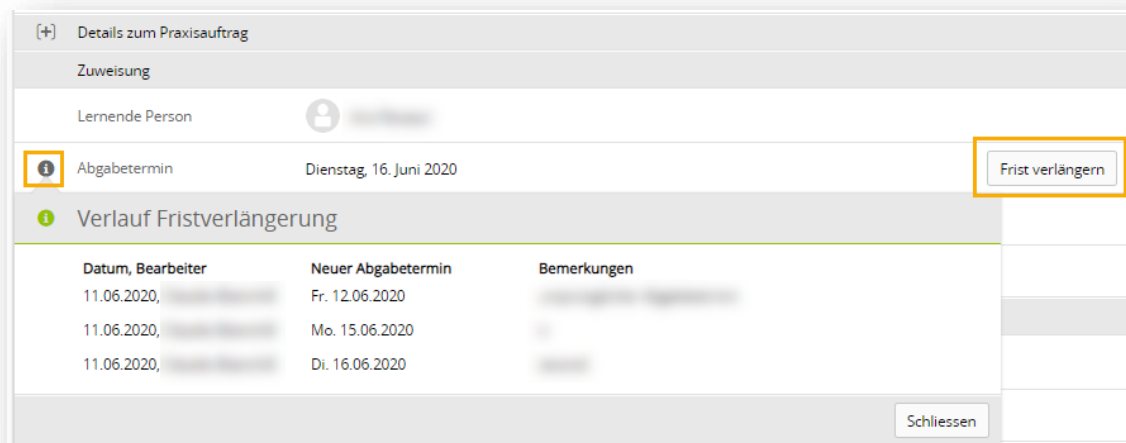 [+] Details zum Praxisauftrag
Zuweisung
Lernende Person
Abgabetermin Dienstag, 16. Juni 2020 Frist verlängern
Verlauf Fristverlängerung
Datum, Bearbeiter Neuer Abgabetermin Bemerkungen
11.06.2020, Fr. 12.06.2020
11.06.2020, Mo. 15.06.2020
11.06.2020, Di. 16.06.2020
Schliessen